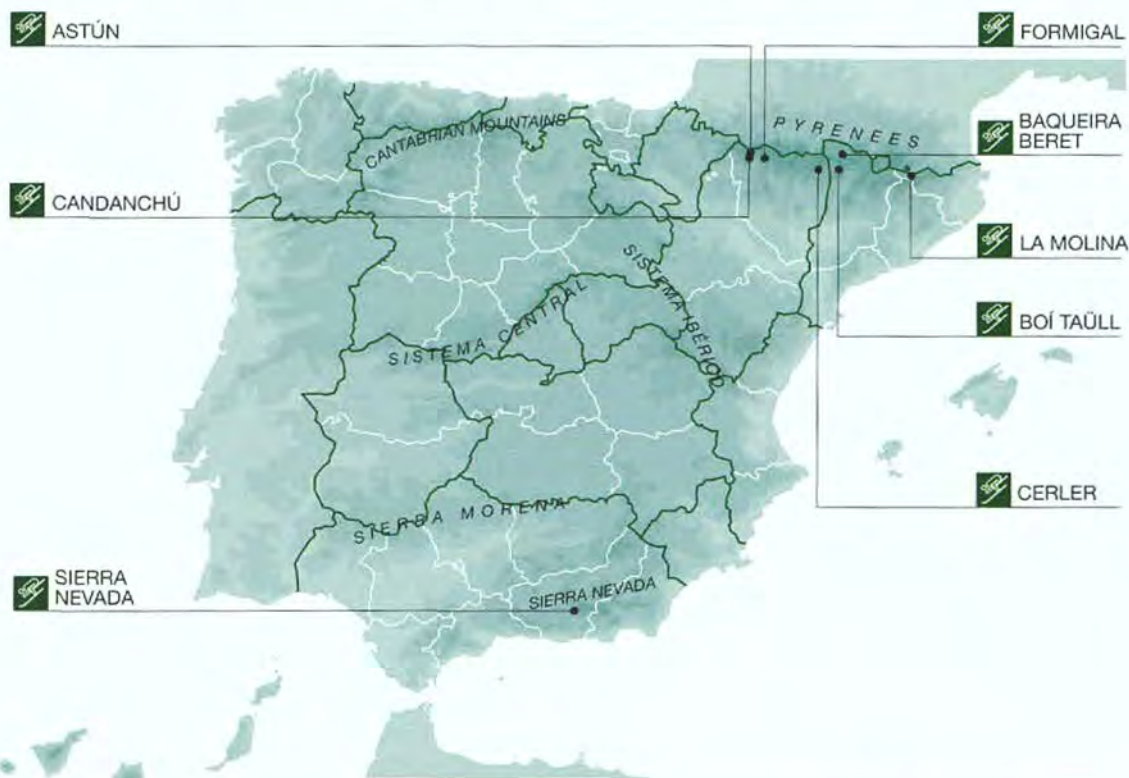 ASTÚN
FORMIGAL
PYRENEES
BAQUEIRA
BERET
CANTABRIAN MOUNTAINS
CANDANCHÚ
LA MOLINA
SISTEMA IBÉRICO
SISTEMA CENTRAL
BOÍ TAÜLL
CERLER
SIERRA MORENA
SIERRA
NEVADA
SIERRA NEVADA